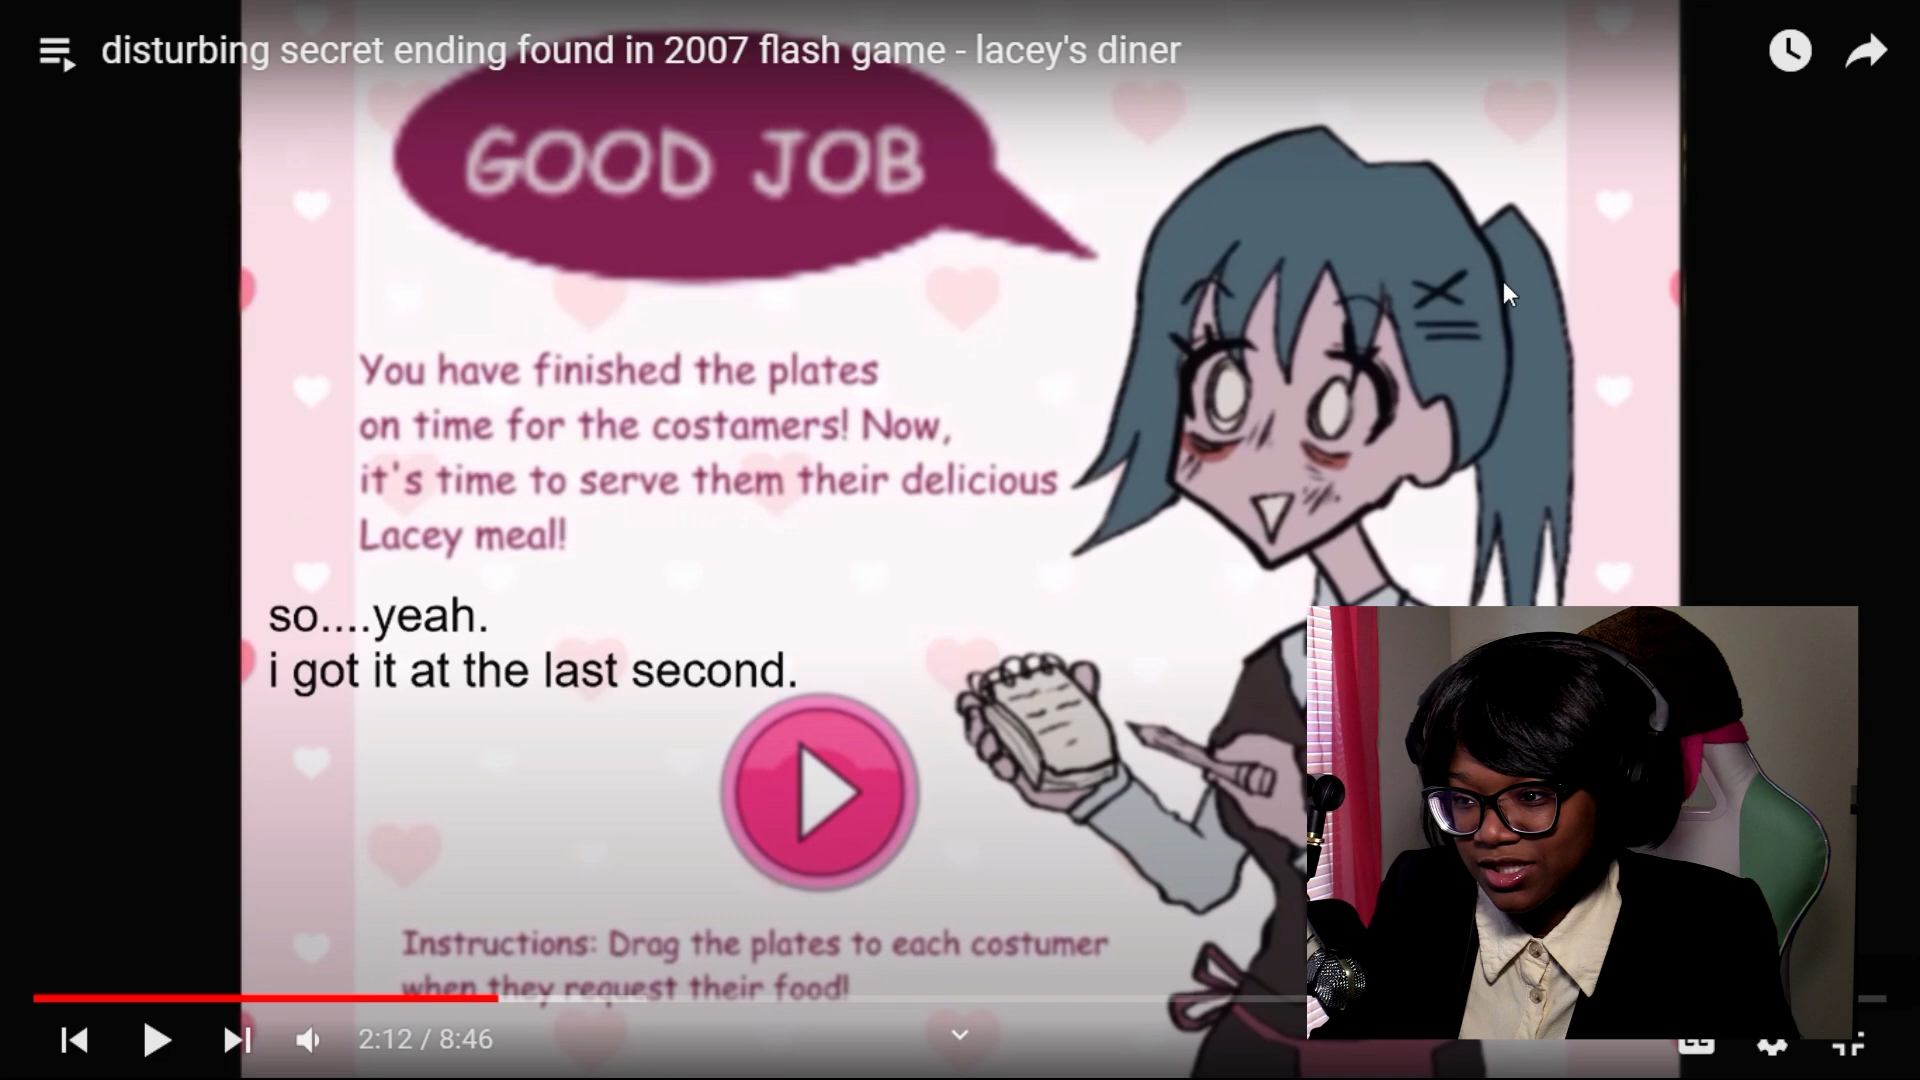 disturbing secret ending found in 2007 flash game - lacey's diner
GOOD JOB
You have finished the plates
on time for the costamers! Now,
it's time to serve them their delicious
Lacey meal!
so....yeah.
i got it at the last second.
Instructions: Drag the plates to each costumer
when they request their food!
2:12 / 8:46
CC